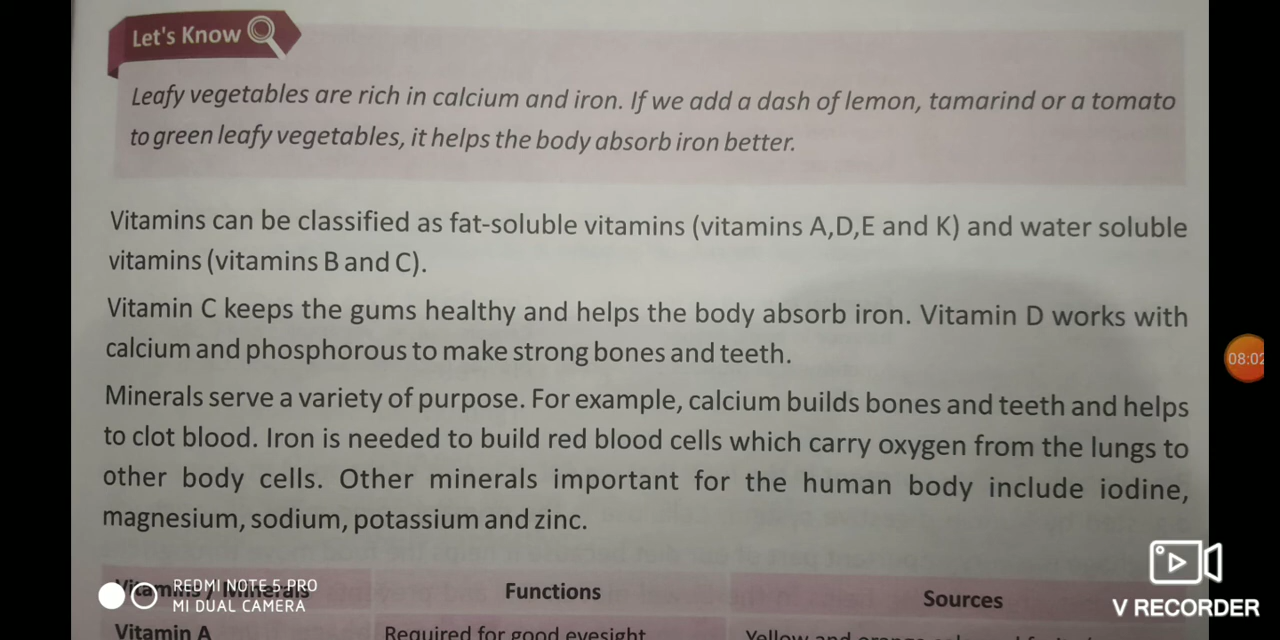 Let's Know
Leafy vegetables are rich in calcium and iron. If we add a dash of lemon, tamarind or a tomato
to green leafy vegetables, it helps the body absorb iron better.
Vitamins can be classified as fat-soluble vitamins (vitamins A,D,E and K) and water soluble
vitamins (vitamins B and C).
Vitamin C keeps the gums healthy and helps the body absorb iron. Vitamin D works with
calcium and phosphorous to make strong bones and teeth.
Minerals serve a variety of purpose. For example, calcium builds bones and teeth and helps
to clot blood. Iron is needed to build red blood cells which carry oxygen from the lungs to
other body cells. Other minerals important for the human body include iodine,
magnesium, sodium, potassium and zinc.
Vitamins / Minerals Functions Sources
Vitamin A Required for good eyesight Yellow and orange
REDMI NOTE 5 PRO
MI DUAL CAMERA
08:02
V RECORDER